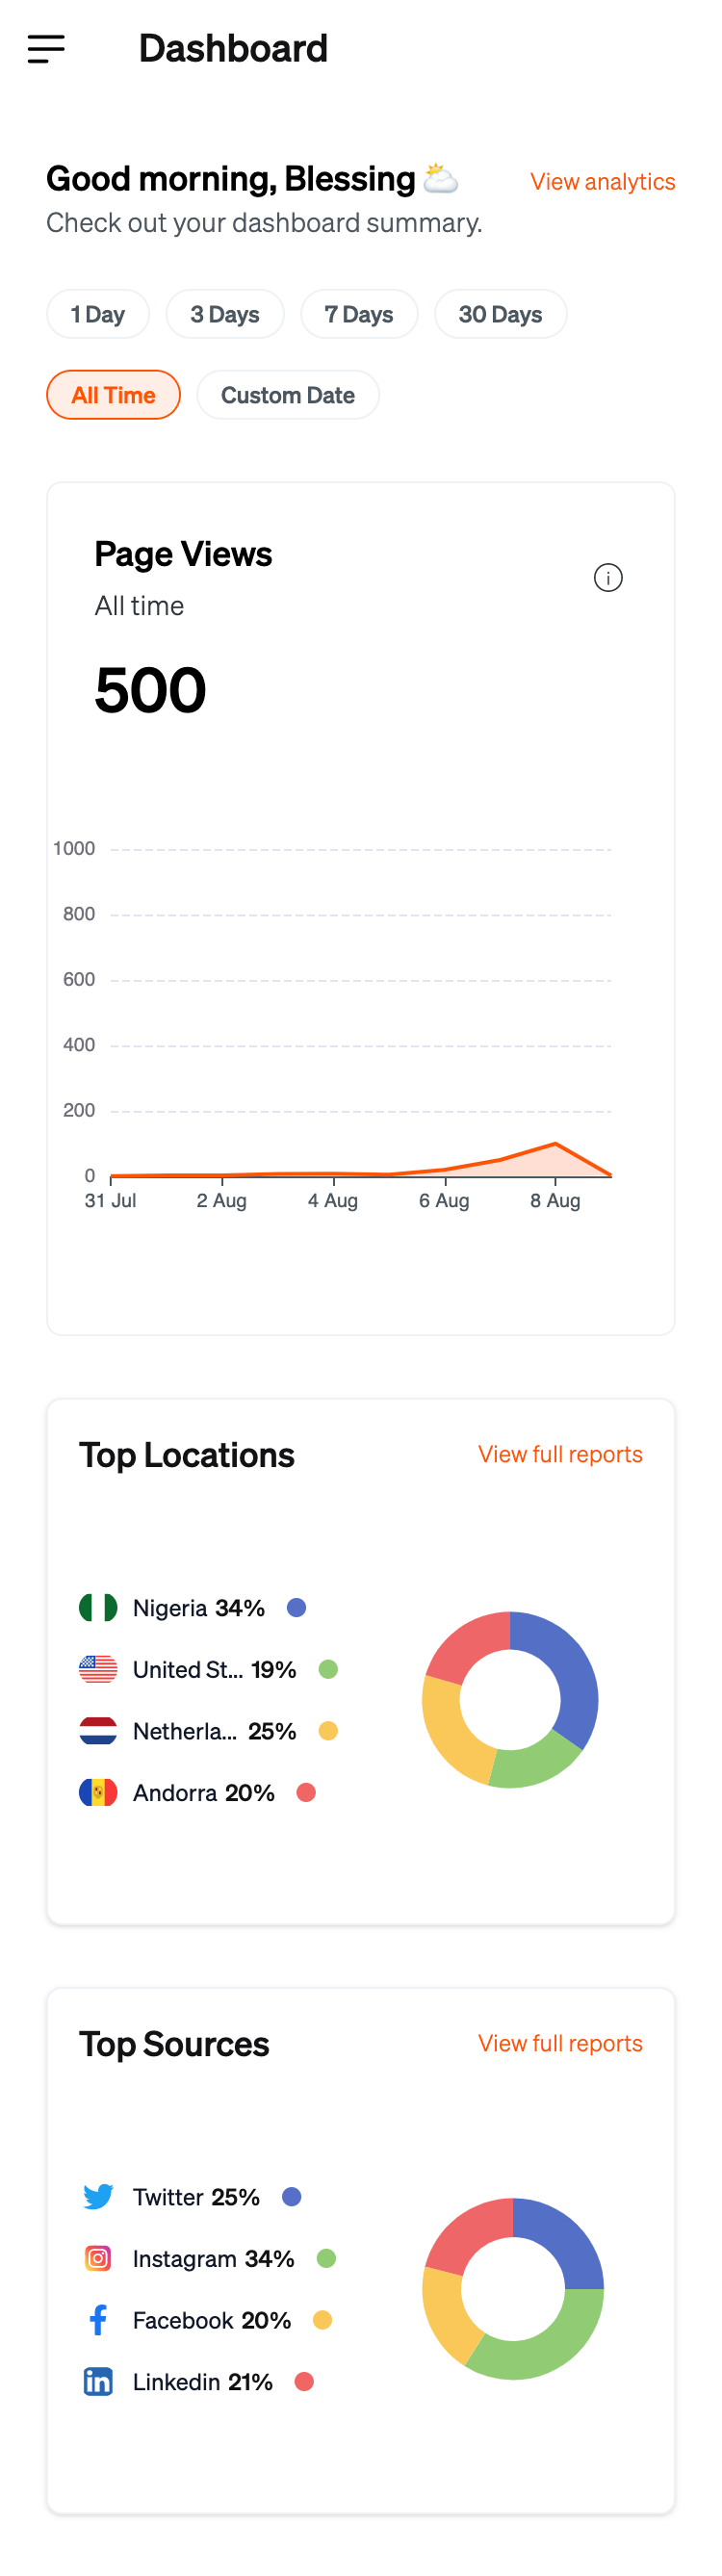 Dashboard
Good morning, Blessing
View analytics
Check out your dashboard summary.
1 Day
3 Days
7 Days
30 Days
All Time
Custom Date
Page Views
All time
500
1000
800
600
400
200
0
31 Jul
2 Aug
4 Aug
6 Aug
8 Aug
Top Locations
View full reports
Nigeria 34%
United St... 19%
Netherla... 25%
Andorra 20%
Top Sources
View full reports
Twitter 25%
Instagram 34%
Facebook 20%
Linkedin 21%